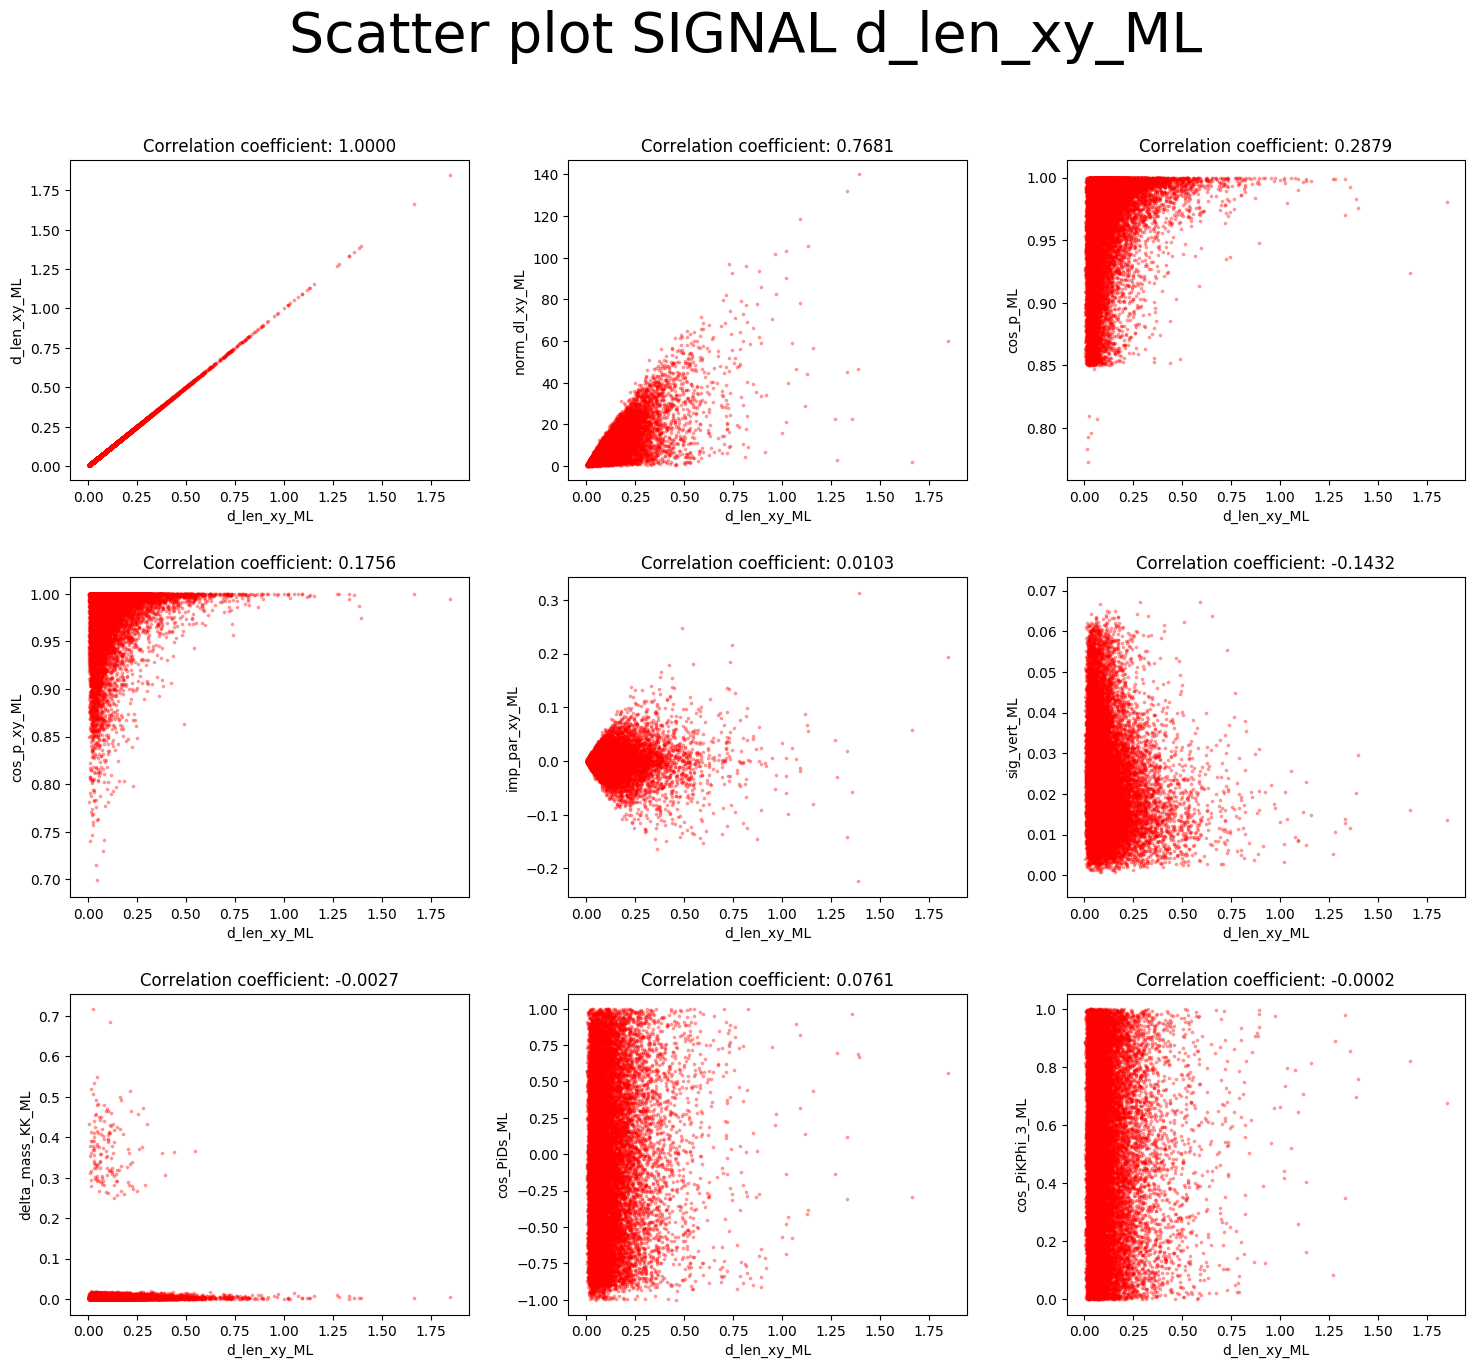 Scatter plot SIGNAL d_len_xy_ML
Correlation coefficient: 1.0000
d_len_xy_ML
1.75
1.50
1.25
1.00
0.75
0.50
0.25
0.00
0.00 0.25 0.50 0.75 1.00 1.25 1.50 1.75
d_len_xy_ML
Correlation coefficient: 0.7681
norm_dl_xy_ML
140
120
100
80
60
40
20
0
0.00 0.25 0.50 0.75 1.00 1.25 1.50 1.75
d_len_xy_ML
Correlation coefficient: 0.2879
cos_p_ML
1.00
0.95
0.90
0.85
0.80
0.00 0.25 0.50 0.75 1.00 1.25 1.50 1.75
d_len_xy_ML
Correlation coefficient: 0.1756
cos_p_xy_ML
1.00
0.95
0.90
0.85
0.80
0.75
0.70
0.00 0.25 0.50 0.75 1.00 1.25 1.50 1.75
d_len_xy_ML
Correlation coefficient: 0.0103
imp_par_xy_ML
0.3
0.2
0.1
0.0
−0.1
−0.2
0.00 0.25 0.50 0.75 1.00 1.25 1.50 1.75
d_len_xy_ML
Correlation coefficient: -0.1432
sig_vert_ML
0.07
0.06
0.05
0.04
0.03
0.02
0.01
0.00
0.00 0.25 0.50 0.75 1.00 1.25 1.50 1.75
d_len_xy_ML
Correlation coefficient: -0.0027
delta_mass_KK_ML
0.7
0.6
0.5
0.4
0.3
0.2
0.1
0.0
0.00 0.25 0.50 0.75 1.00 1.25 1.50 1.75
d_len_xy_ML
Correlation coefficient: 0.0761
cos_PiDs_ML
1.00
0.75
0.50
0.25
0.00
−0.25
−0.50
−0.75
−1.00
0.00 0.25 0.50 0.75 1.00 1.25 1.50 1.75
d_len_xy_ML
Correlation coefficient: -0.0002
cos_PiKPhi_3_ML
1.0
0.8
0.6
0.4
0.2
0.0
0.00 0.25 0.50 0.75 1.00 1.25 1.50 1.75
d_len_xy_ML